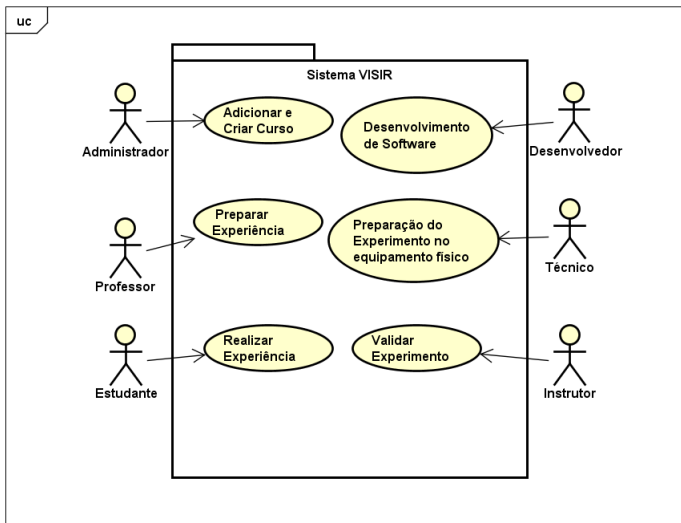 uc
Sistema VISIR
Adicionar e
Criar Curso
Desenvolvimento
de Software
Administrador
Desenvolvedor
Preparar
Experiência
Preparação do
Experimento no
equipamento físico
Professor
Técnico
Realizar
Experiência
Validar
Experimento
Estudante
Instrutor